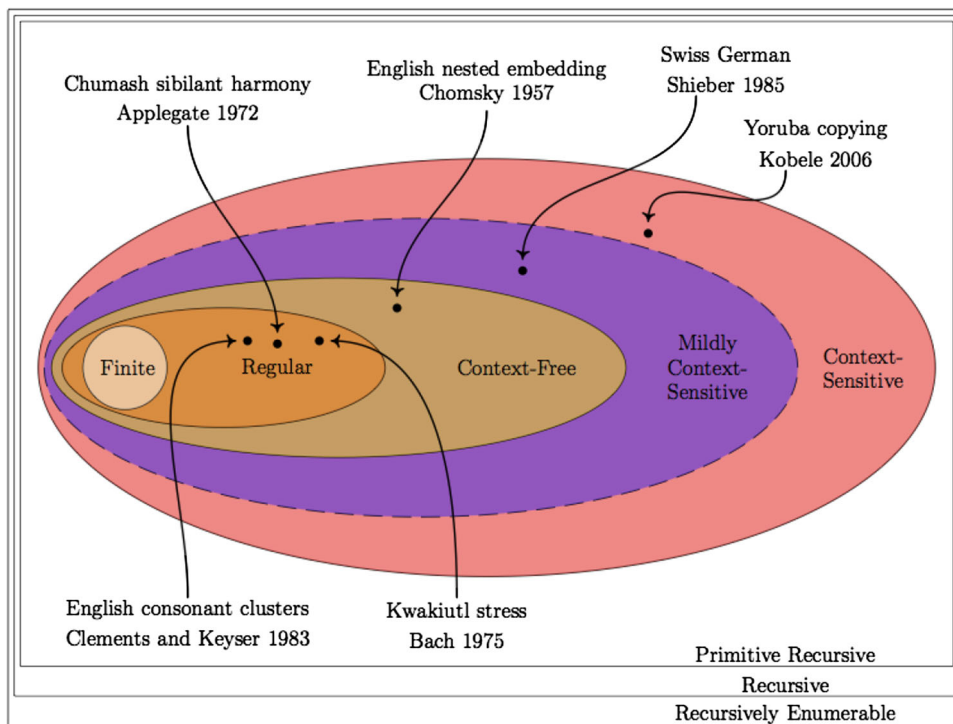 Swiss German
Shieber 1985
English nested embedding
Chomsky 1957
Chumash sibilant harmony
Applegate 1972
Yoruba copying
Kobele 2006
Finite
Regular
Context-Free
Mildly
Context-
Sensitive
Context-
Sensitive
English consonant clusters
Clements and Keyser 1983
Kwakiutl stress
Bach 1975
Primitive Recursive
Recursive
Recursively Enumerable